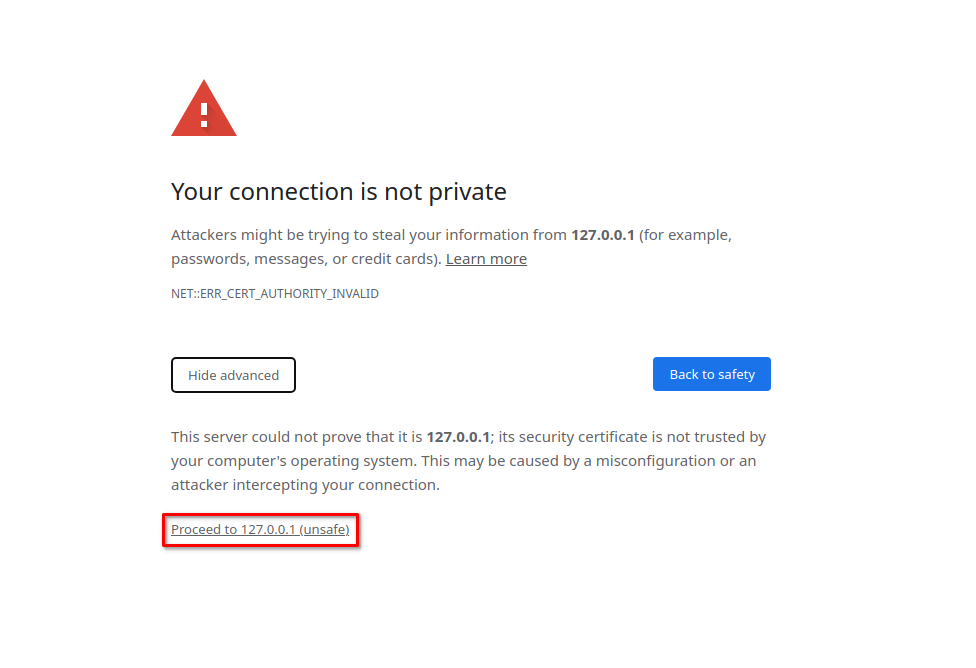 Your connection is not private
Attackers might be trying to steal your information from 127.0.0.1 (for example,
passwords, messages, or credit cards). Learn more
NET::ERR_CERT_AUTHORITY_INVALID
Hide advanced
Back to safety
This server could not prove that it is 127.0.0.1; its security certificate is not trusted by
your computer's operating system. This may be caused by a misconfiguration or an
attacker intercepting your connection.
Proceed to 127.0.0.1 (unsafe)